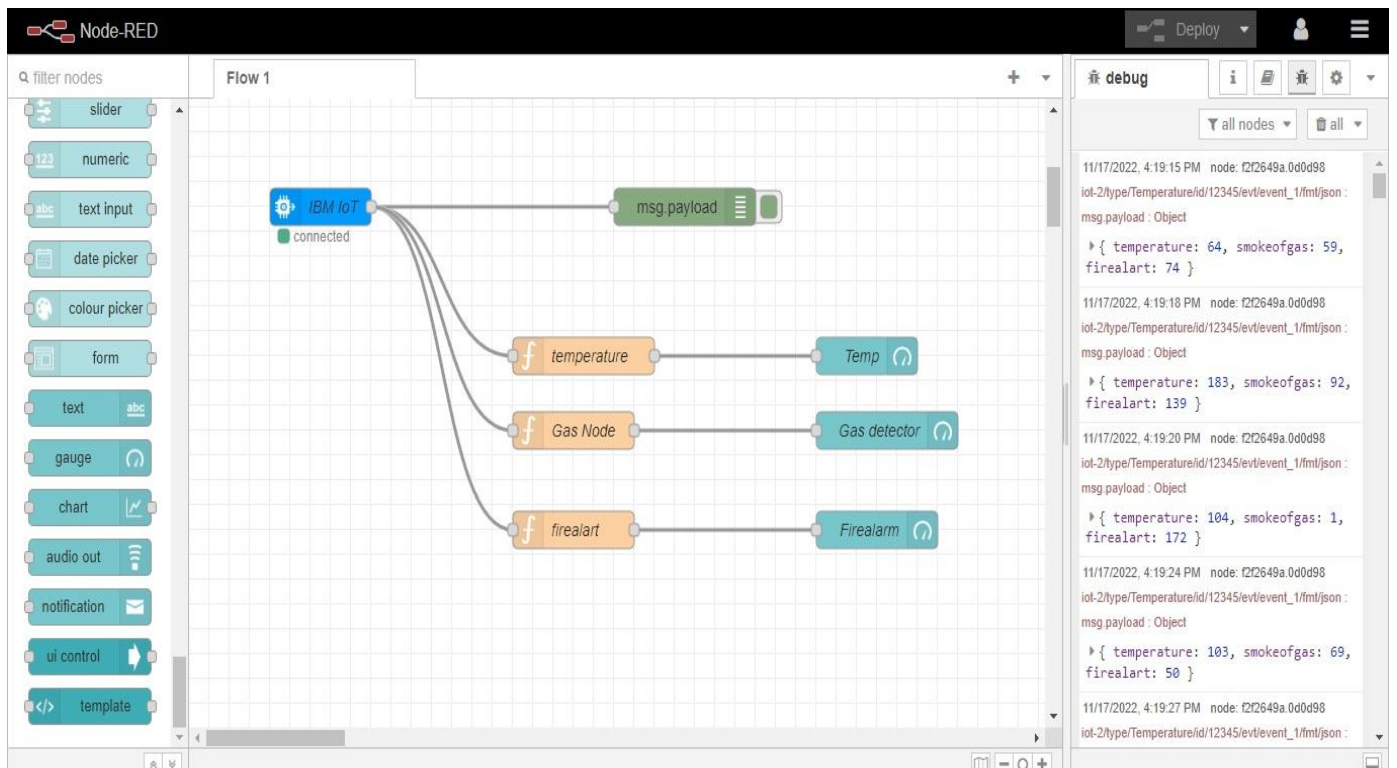 Node-RED
Deploy
filter nodes
Flow 1
debug
i
all nodes
all
slider
123 numeric
abc text input
date picker
colour picker
form
text abc
gauge
chart
audio out
notification
ui control
</> template
IBM IoT
connected
msg.payload
f temperature
Temp
f Gas Node
Gas detector
f firealart
Firealarm
11/17/2022, 4:19:15 PM node: f2f2649a.0d0d98
iot-2/type/Temperature/id/12345/evt/event_1/fmt/json :
msg.payload : Object
{ temperature: 64, smokeofgas: 59,
firealart: 74 }
11/17/2022, 4:19:18 PM node: f2f2649a.0d0d98
iot-2/type/Temperature/id/12345/evt/event_1/fmt/json :
msg.payload : Object
{ temperature: 183, smokeofgas: 92,
firealart: 139 }
11/17/2022, 4:19:20 PM node: f2f2649a.0d0d98
iot-2/type/Temperature/id/12345/evt/event_1/fmt/json :
msg.payload : Object
{ temperature: 104, smokeofgas: 1,
firealart: 172 }
11/17/2022, 4:19:24 PM node: f2f2649a.0d0d98
iot-2/type/Temperature/id/12345/evt/event_1/fmt/json :
msg.payload : Object
{ temperature: 103, smokeofgas: 69,
firealart: 50 }
11/17/2022, 4:19:27 PM node: f2f2649a.0d0d98
iot-2/type/Temperature/id/12345/evt/event_1/fmt/json :